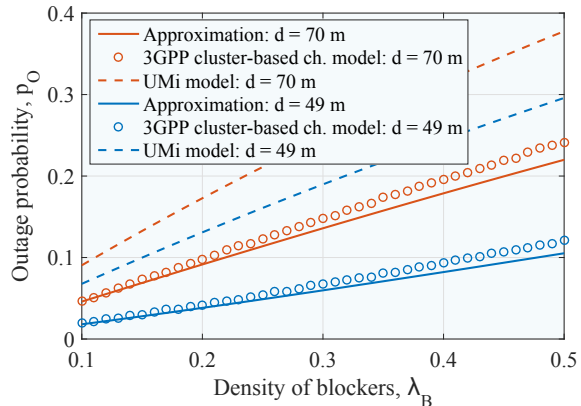 0.4
0.3
0.2
0.1
0
Outage probability, p_O
Approximation: d = 70 m
3GPP cluster-based ch. model: d = 70 m
UMi model: d = 70 m
Approximation: d = 49 m
3GPP cluster-based ch. model: d = 49 m
UMi model: d = 49 m
0.1 0.2 0.3 0.4 0.5
Density of blockers, λ_B